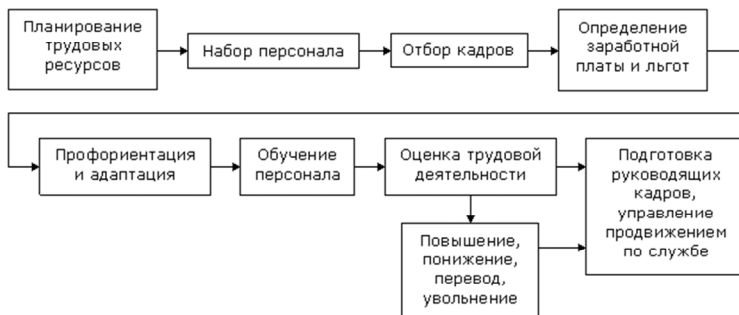 Планирование
трудовых
ресурсов
Набор персонала
Отбор кадров
Определение
заработной
платы и льгот
Профориентация
и адаптация
Обучение
персонала
Оценка трудовой
деятельности
Повышение,
понижение,
перевод,
увольнение
Подготовка
руководящих
кадров,
управление
продвижением
по службе